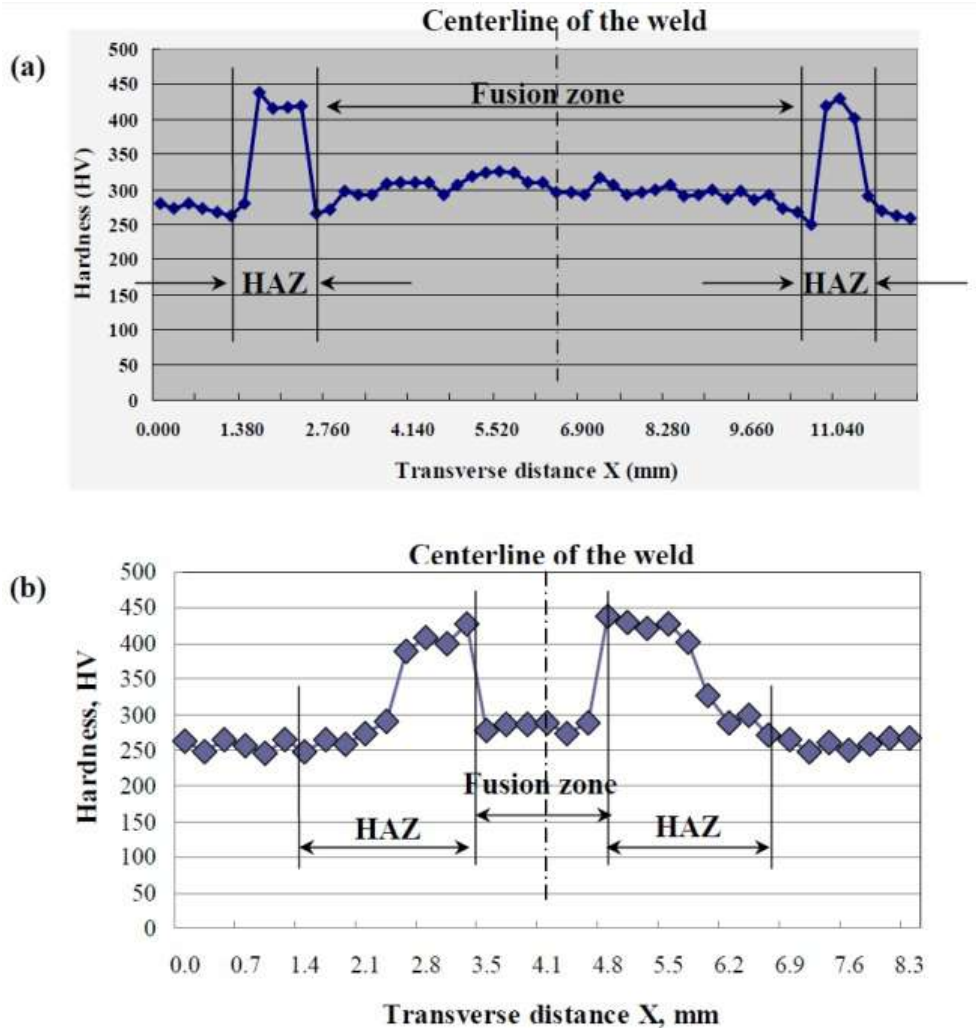 Centerline of the weld
(a)
500
450
400
350
300
250
200
150
100
50
0
Hardness (HV)
Fusion zone
HAZ
HAZ
0.000 1.380 2.760 4.140 5.520 6.900 8.280 9.660 11.040
Transverse distance X (mm)
Centerline of the weld
(b)
500
450
400
350
300
250
200
150
100
50
0
Hardness, HV
Fusion zone
HAZ
HAZ
0.0 0.7 1.4 2.1 2.8 3.5 4.1 4.8 5.5 6.2 6.9 7.6 8.3
Transverse distance X, mm